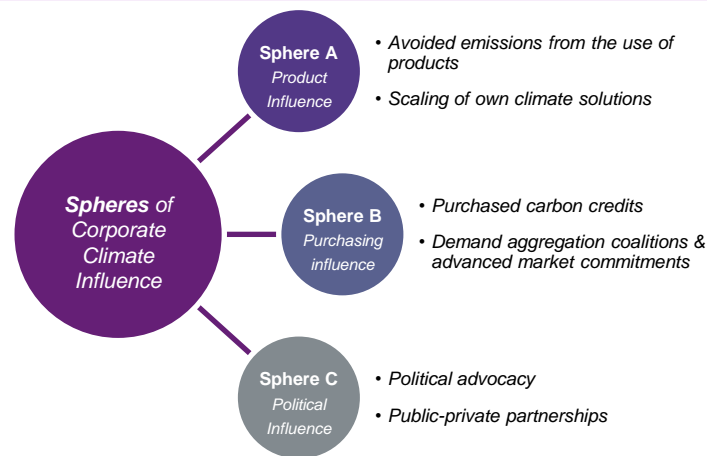 Spheres of
Corporate
Climate
Influence
Sphere A
Product
Influence
• Avoided emissions from the use of
products
• Scaling of own climate solutions
Sphere B
Purchasing
influence
• Purchased carbon credits
• Demand aggregation coalitions &
advanced market commitments
Sphere C
Political
Influence
• Political advocacy
• Public-private partnerships